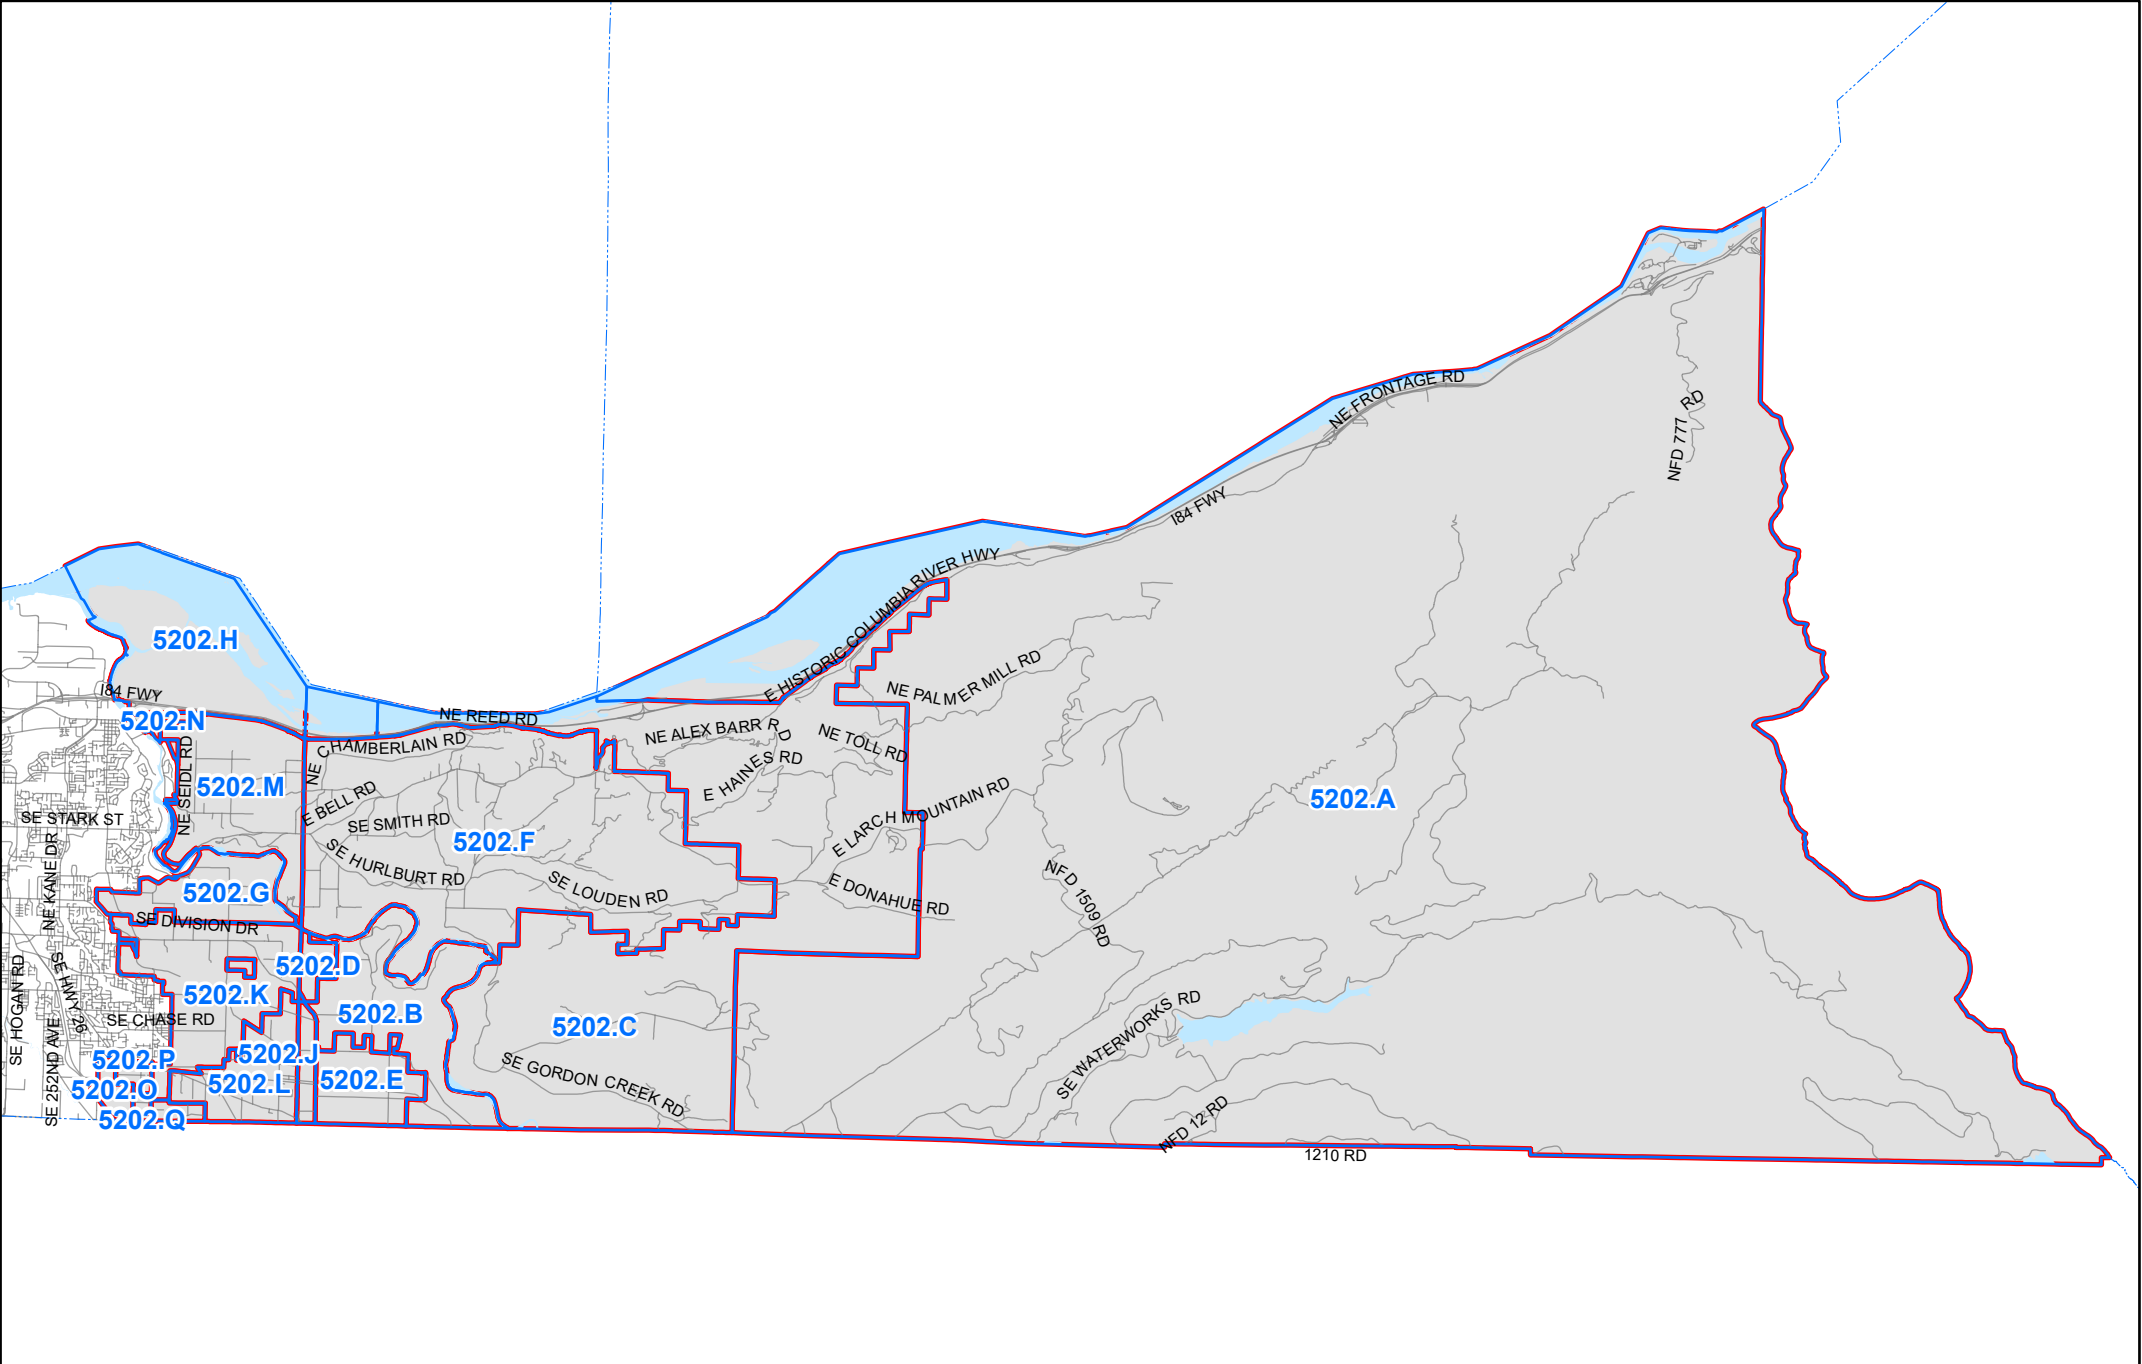 NE FRONTAGE RD
NFD 777 RD
I84 FWY
E HISTORIC COLUMBIA RIVER HWY
5202.H
I84 FWY
NE PALMER MILL RD
5202.N
NE REED RD
NE ALEX BARR RD
NE TOLL RD
NE CHAMBERLAIN RD
E HAINES RD
NE SEIDL RD
5202.M
E BELL RD
5202.A
SE STARK ST
SE SMITH RD
E LARCH MOUNTAIN RD
5202.F
SE HURLBURT RD
NE KANE DR
5202.G
SE LOUDEN RD
E DONAHUE RD
NFD 1509 RD
SE DIVISION DR
5202.D
SE HOGAN RD
SE HWY 26
5202.K
SE WATERWORKS RD
5202.B
SE CHASE RD
5202.C
5202.J
5202.P
SE 252ND AVE
5202.O
5202.L
5202.E
SE GORDON CREEK RD
5202.Q
NFD 12 RD
1210 RD